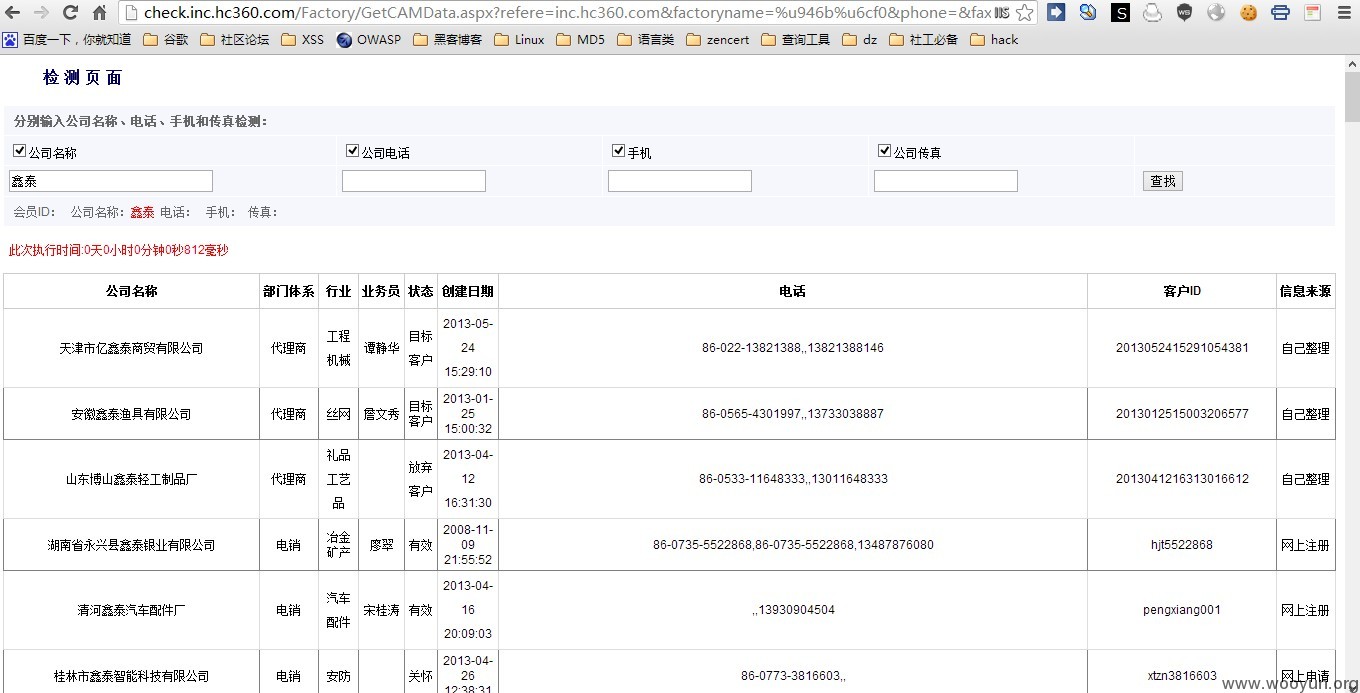 check.inc.hc360.com/Factory/GetCAMData.aspx?refere=inc.hc360.com&factoryname=%u946b%u6cf0&phone=&fax
百度一下，你就知道 谷歌 社区论坛 XSS OWASP 黑客博客 Linux MD5 语言类 zencert 查询工具 dz 社工必备 hack
检测页面
分别输入公司名称、电话、手机和传真检测：
公司名称 公司电话 手机 公司传真
鑫泰 查找
会员ID： 公司名称：鑫泰 电话： 手机： 传真：
此次执行时间:0天0小时0分钟0秒812毫秒
公司名称 部门体系 行业 业务员 状态 创建日期 电话 客户ID 信息来源
天津市亿鑫泰商贸有限公司 代理商 工程机械 谭静华 目标客户 2013-05-24 15:29:10 86-022-13821388,,13821388146 2013052415291054381 自己整理
安徽鑫泰渔具有限公司 代理商 丝网 詹文秀 目标客户 2013-01-25 15:00:32 86-0565-4301997,,13733038887 2013012515003206577 自己整理
山东博山鑫泰轻工制品厂 代理商 礼品工艺品 放弃客户 2013-04-12 16:31:30 86-0533-11648333,,13011648333 2013041216313016612 自己整理
湖南省永兴县鑫泰银业有限公司 电销 冶金矿产 廖翠 有效 2008-11-09 21:55:52 86-0735-5522868,86-0735-5522868,13487876080 hjt5522868 网上注册
清河鑫泰汽车配件厂 电销 汽车配件 宋桂涛 有效 2013-04-16 20:09:03 ,,13930904504 pengxiang001 网上注册
桂林市鑫泰智能科技有限公司 电销 安防 关怀 2013-04-26 12:38:31 86-0773-3816603,, xtzn3816603 网上申请
www.wooyun.org